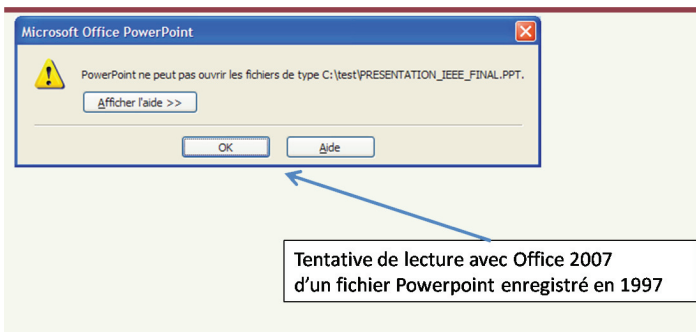 Microsoft Office PowerPoint
PowerPoint ne peut pas ouvrir les fichiers de type C:\test\PRESENTATION_IEEE_FINAL.PPT.
Afficher l'aide >>
OK
Aide
Tentative de lecture avec Office 2007
d'un fichier Powerpoint enregistré en 1997